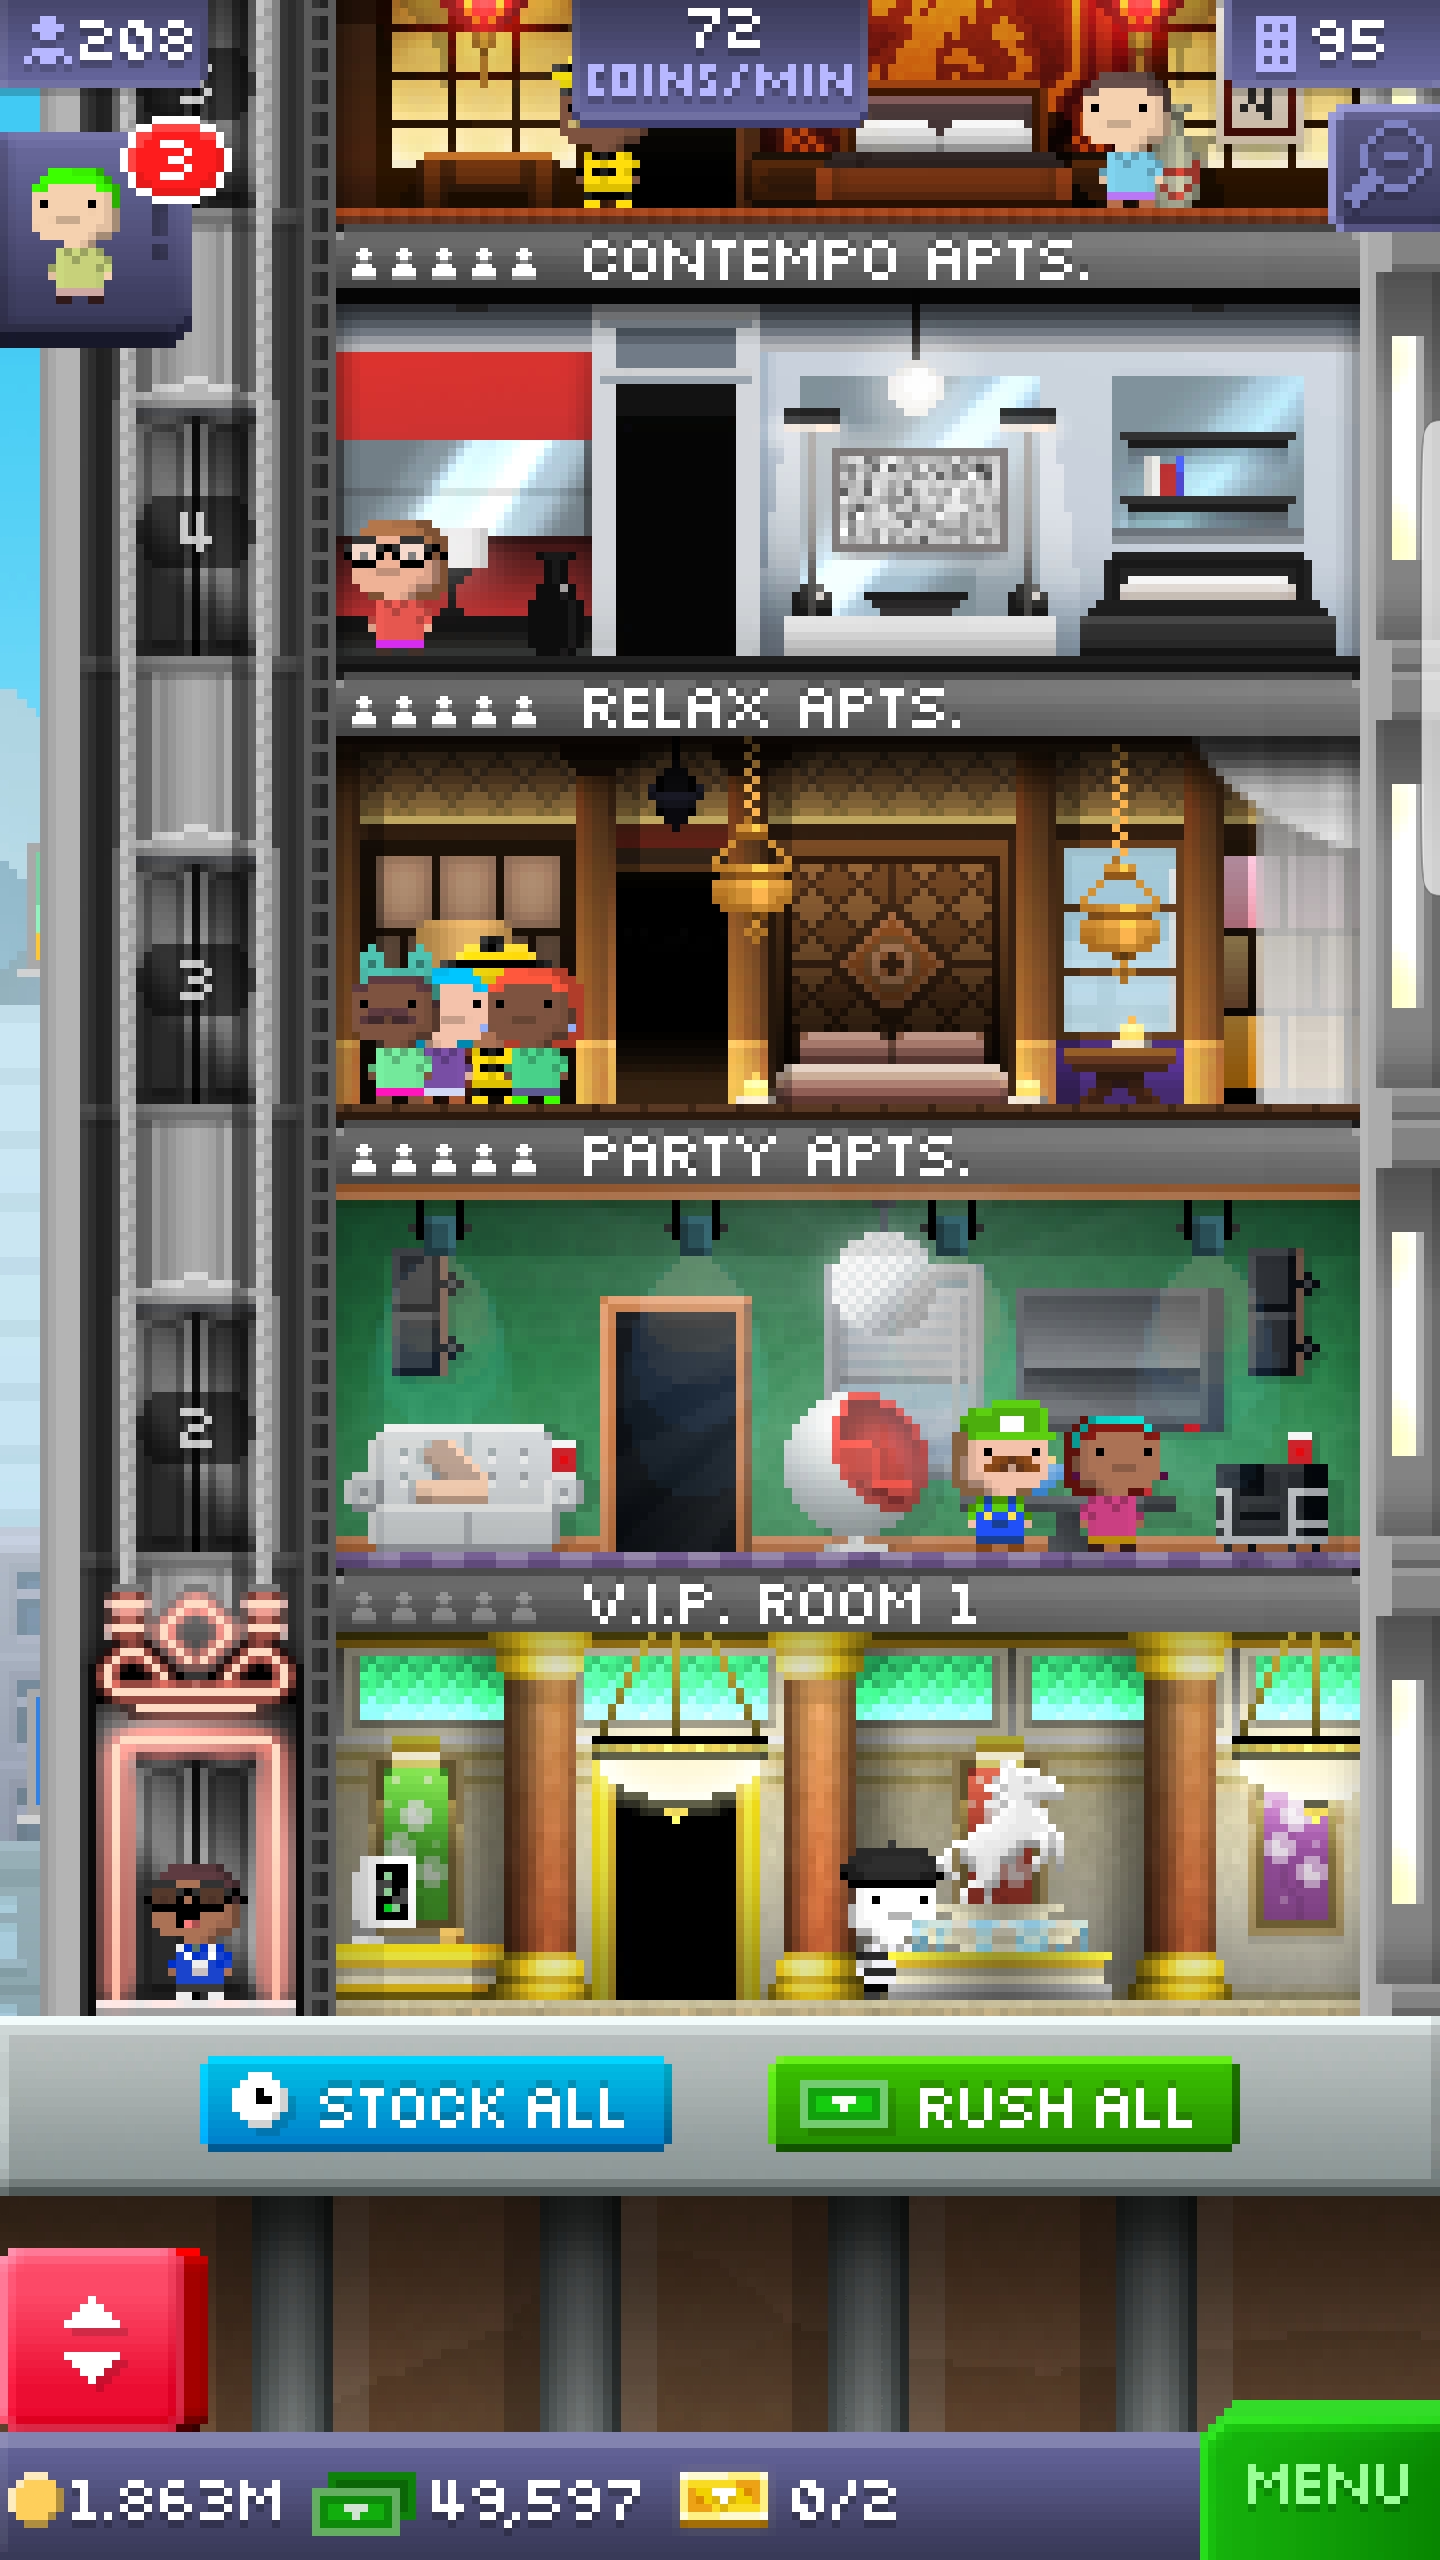 208
72
COINS/MIN
95
3
CONTEMPO APTS.
4
RELAX APTS.
3
PARTY APTS.
2
V.I.P. ROOM 1
STOCK ALL
RUSH ALL
1.863M
49,597
0/2
MENU